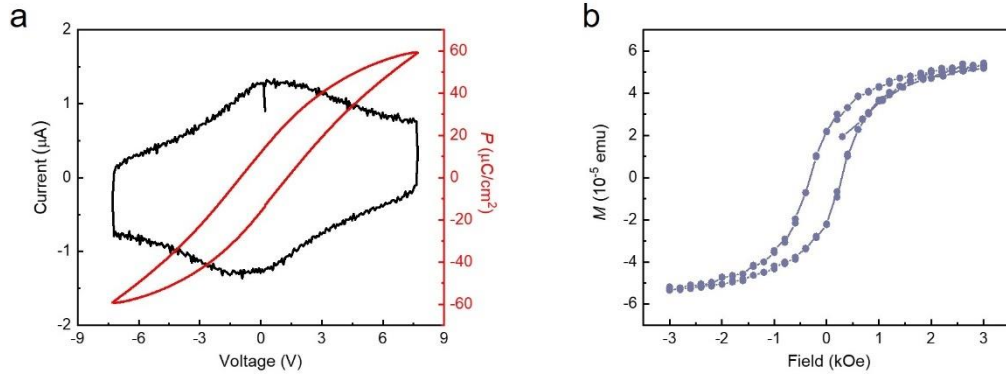 a
2
1
0
-1
-2
Current (μA)
60
40
20
0
-20
-40
-60
P (μC/cm²)
-9 -6 -3 0 3 6 9
Voltage (V)
b
6
4
2
0
-2
-4
-6
M (10⁻⁵ emu)
-3 -2 -1 0 1 2 3
Field (kOe)